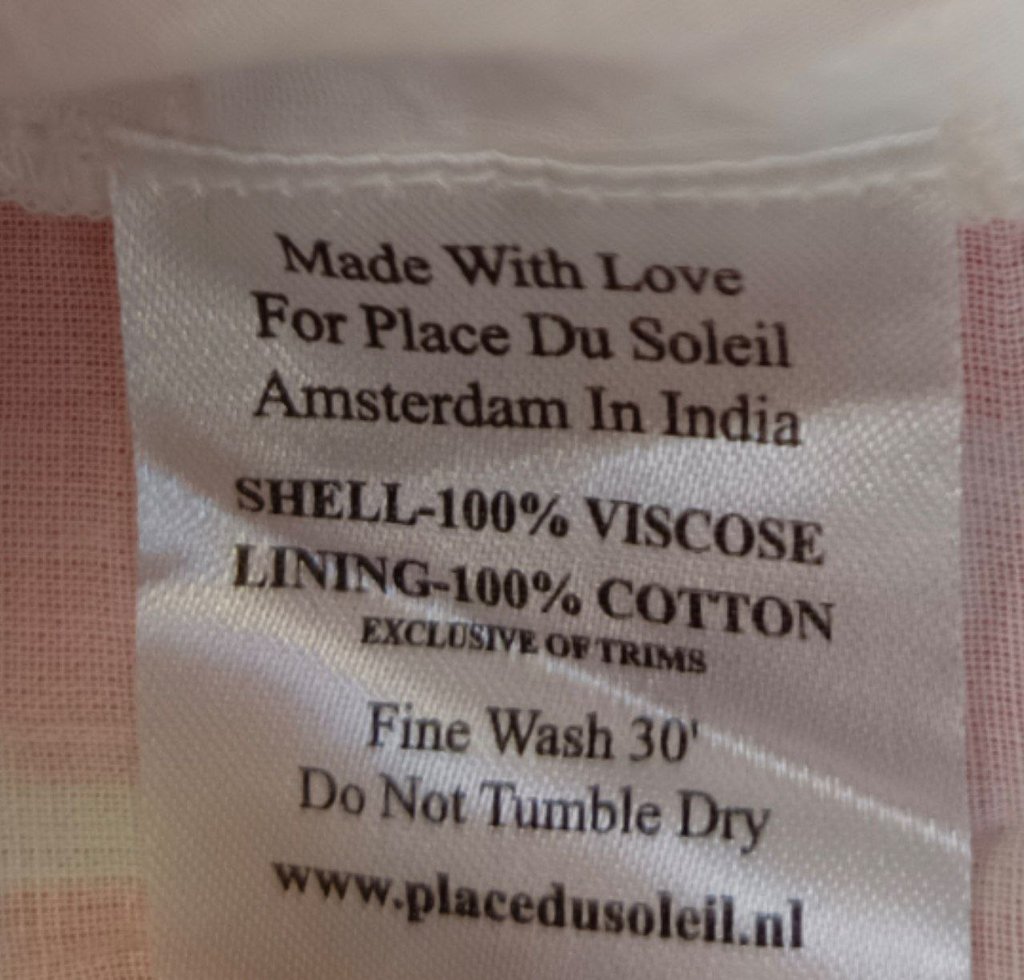 Made With Love
For Place Du Soleil
Amsterdam In India
SHELL-100% VISCOSE
LINING-100% COTTON
EXCLUSIVE OF TRIMS
Fine Wash 30'
Do Not Tumble Dry
www.placedusoleil.nl